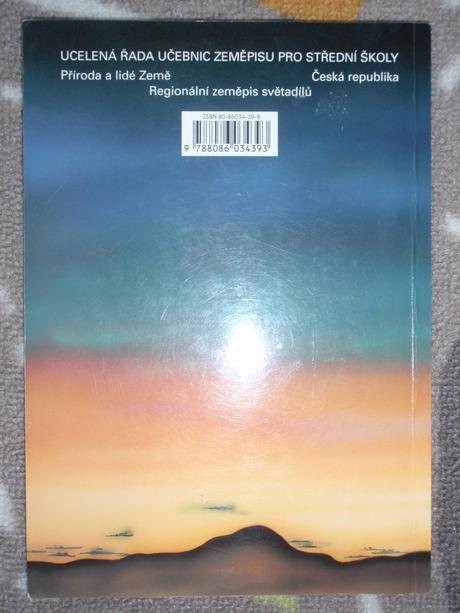 UCELENÁ ŘADA UČEBNIC ZEMĚPISU PRO STŘEDNÍ ŠKOLY
Příroda a lidé Země Česká republika
Regionální zeměpis světadílů
ISBN 80-86034-39-9
9 788086 034393